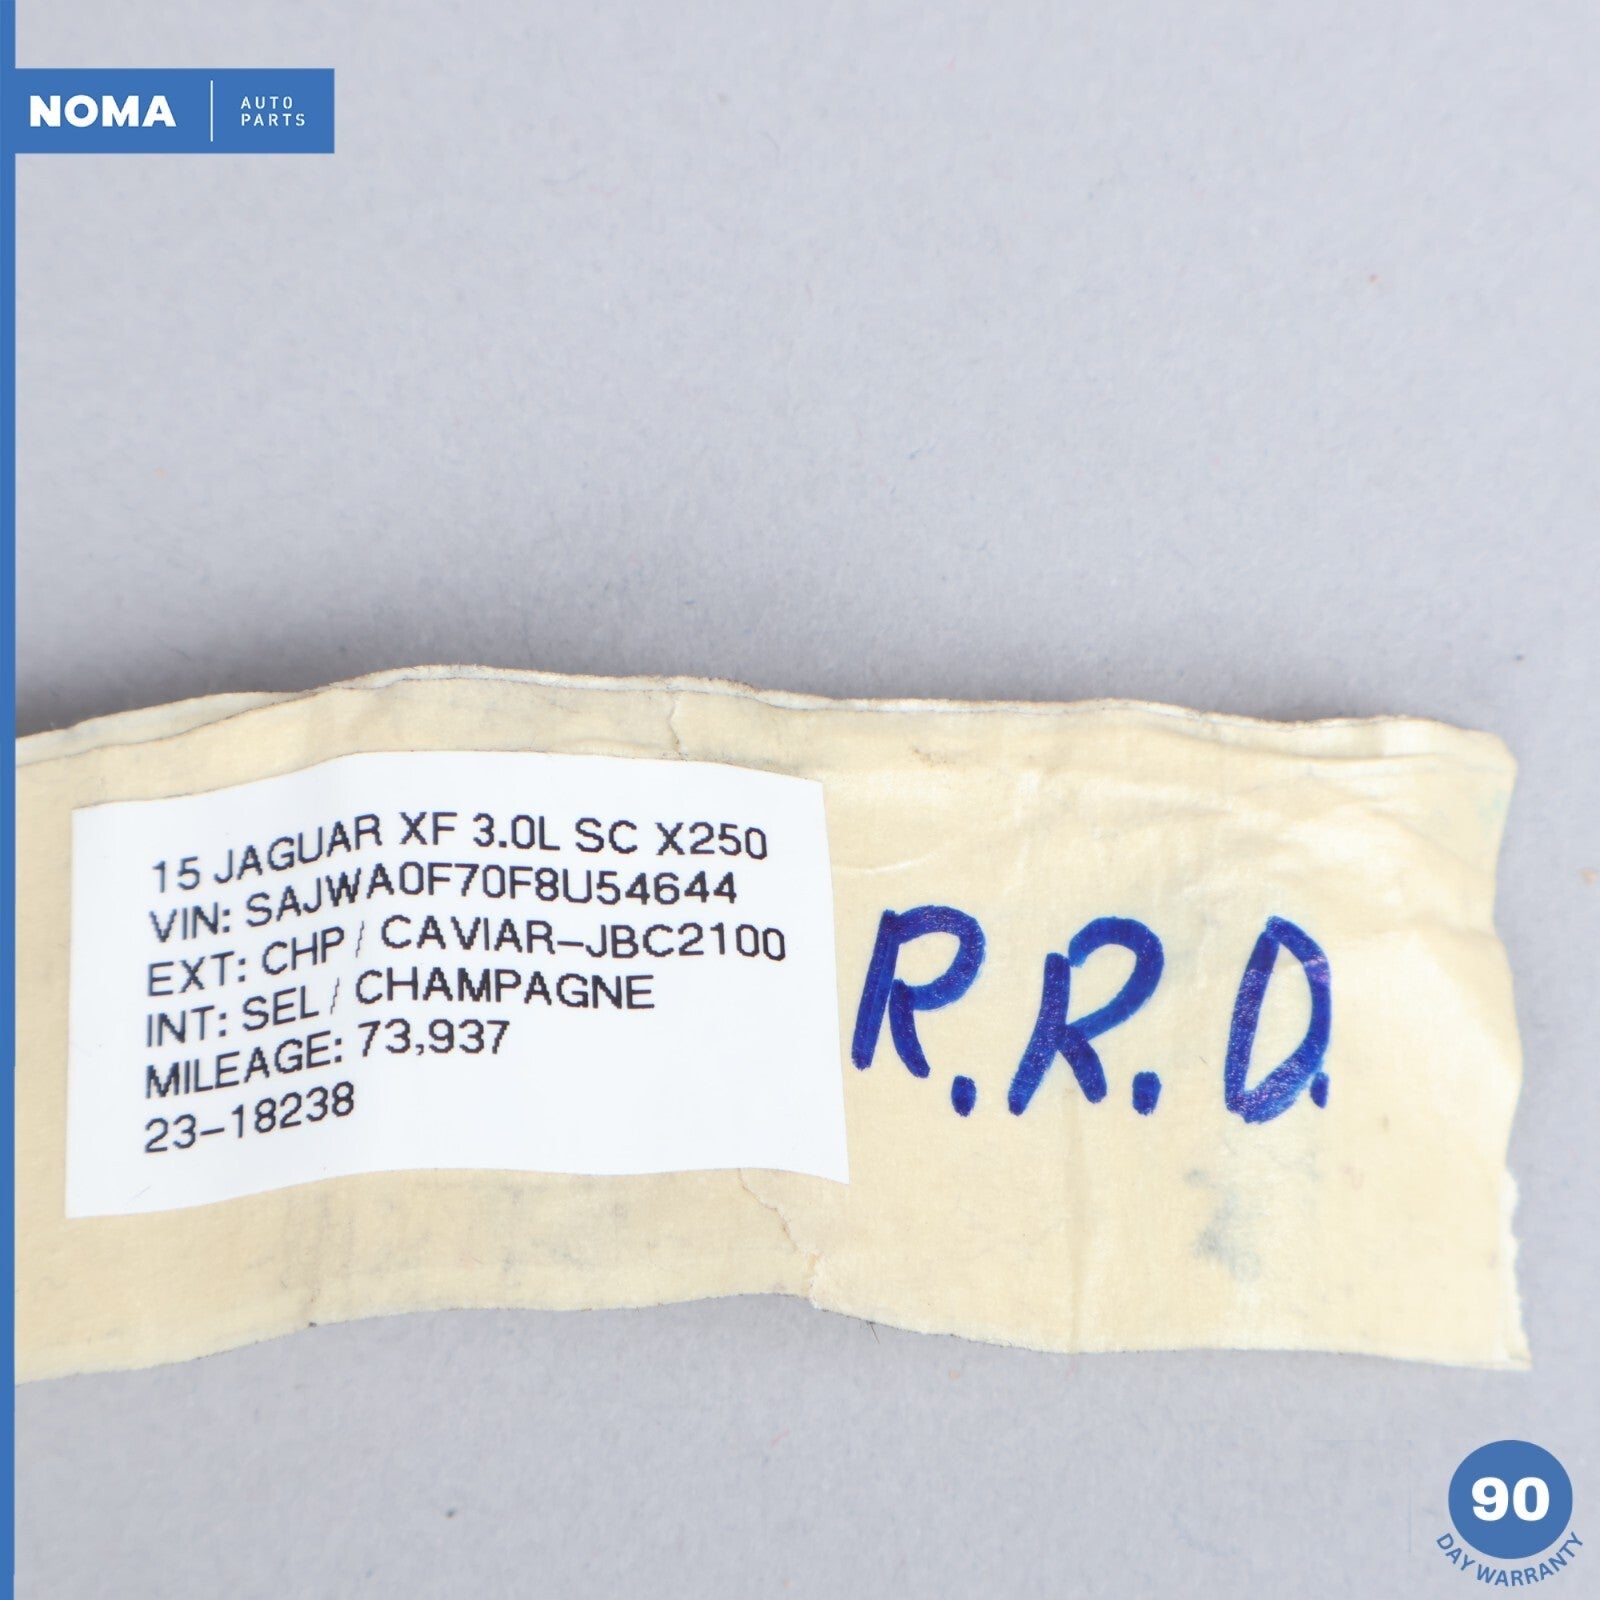 NOMA
AUTO
PARTS
15 JAGUAR XF 3.0L SC X250
VIN: SAJWA0F70F8U54644
EXT: CHP / CAVIAR-JBC2100
INT: SEL / CHAMPAGNE
MILEAGE: 73,937
23-18238
R.R.D.
90
DAY WARRANTY